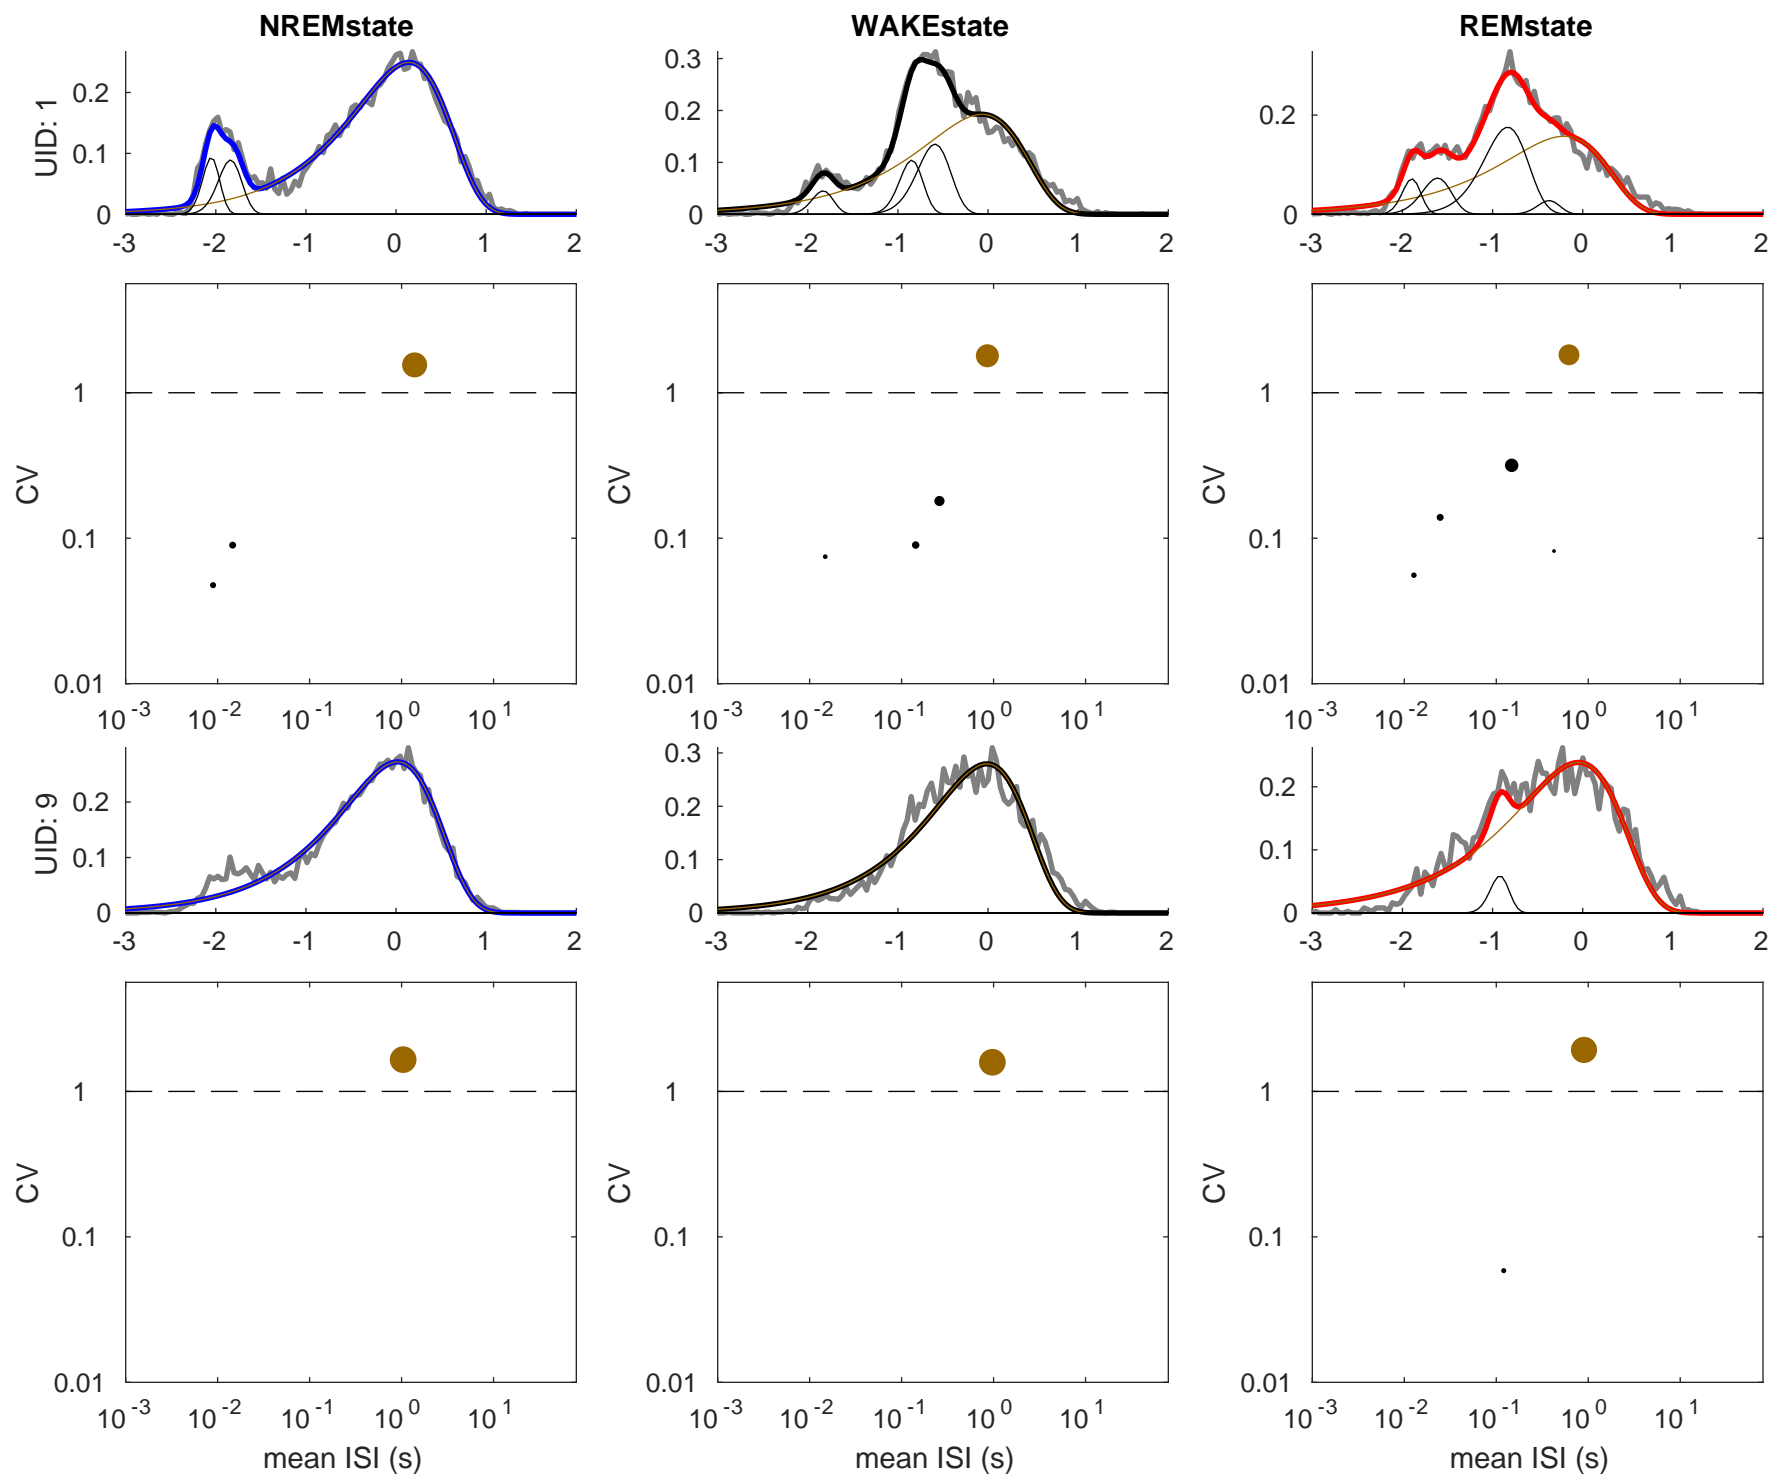 NREMstate WAKEstate REMstate
UID: 1
0.2 0.1 0
0.3 0.2 0.1 0
0.2 0
-3 -2 -1 0 1 2
-3 -2 -1 0 1 2
-3 -2 -1 0 1 2
CV 1 0.1 0.01
CV 1 0.1 0.01
CV 1 0.1 0.01
10^-3 10^-2 10^-1 10^0 10^1
10^-3 10^-2 10^-1 10^0 10^1
10^-3 10^-2 10^-1 10^0 10^1
UID: 9
0.2 0.1 0
0.3 0.2 0.1 0
0.2 0.1 0
-3 -2 -1 0 1 2
-3 -2 -1 0 1 2
-3 -2 -1 0 1 2
CV 1 0.1 0.01
CV 1 0.1 0.01
CV 1 0.1 0.01
10^-3 10^-2 10^-1 10^0 10^1
10^-3 10^-2 10^-1 10^0 10^1
10^-3 10^-2 10^-1 10^0 10^1
mean ISI (s) mean ISI (s) mean ISI (s)